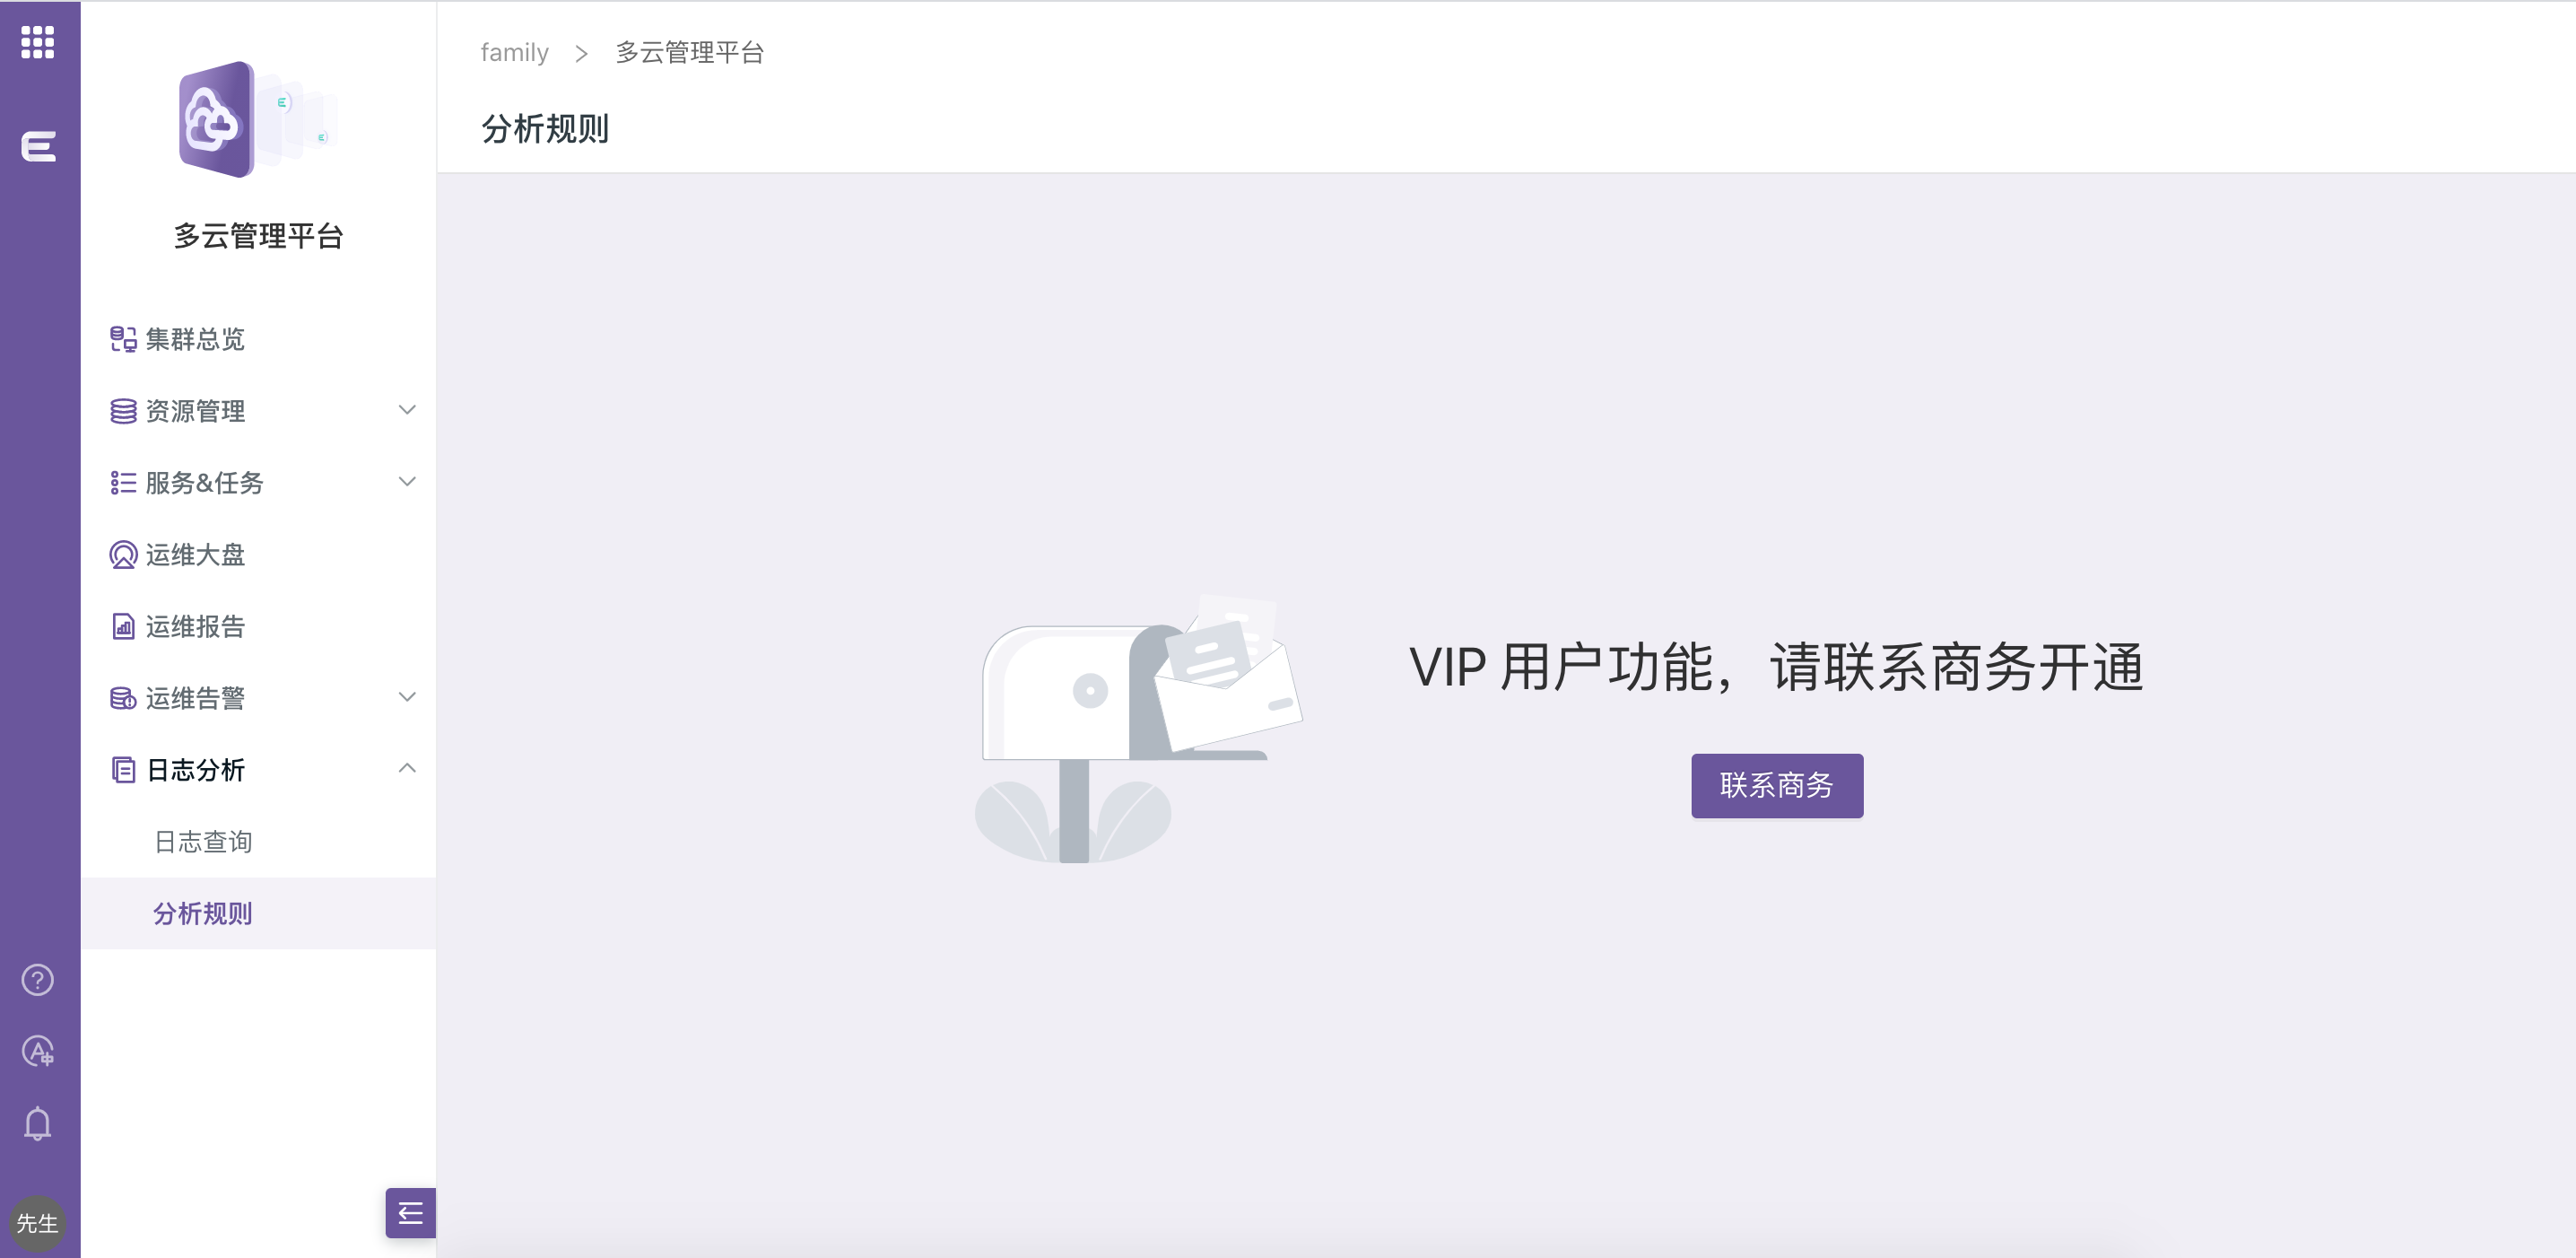 family > 多云管理平台
分析规则
多云管理平台
集群总览
资源管理
服务&任务
运维大盘
运维报告
运维告警
日志分析
日志查询
分析规则
先生
VIP 用户功能，请联系商务开通
联系商务